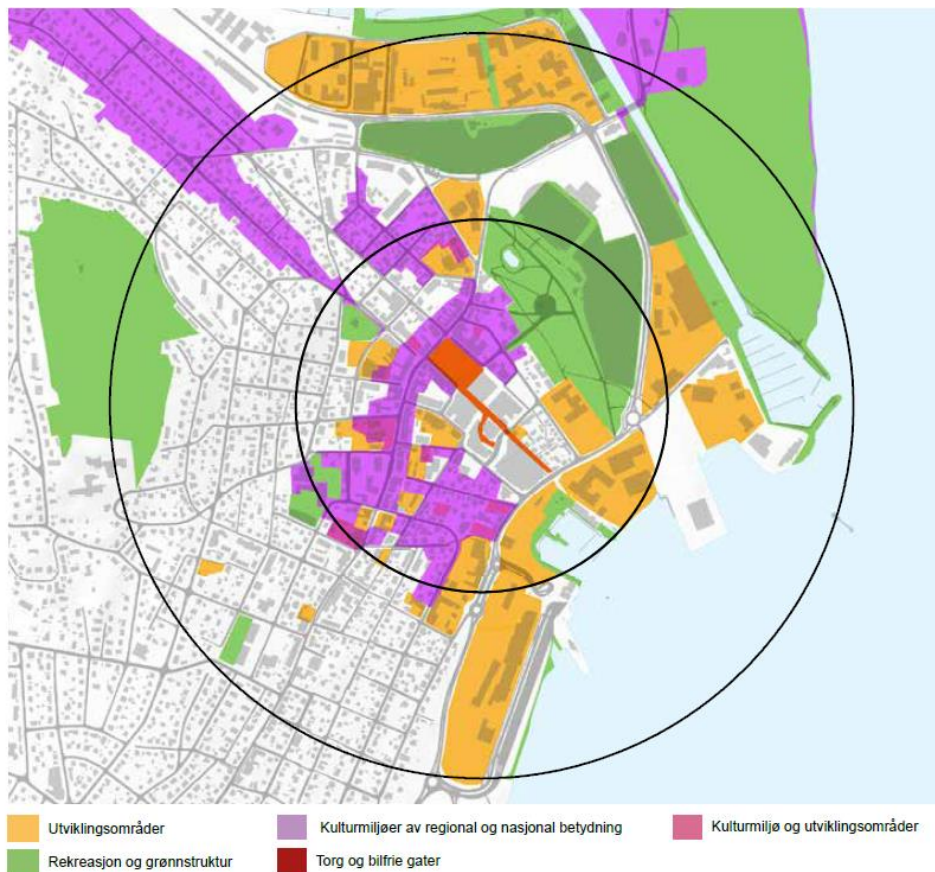 Utviklingsområder
Kulturmiljøer av regional og nasjonal betydning
Kulturmiljø og utviklingsområder
Rekreasjon og grønnstruktur
Torg og bilfrie gater